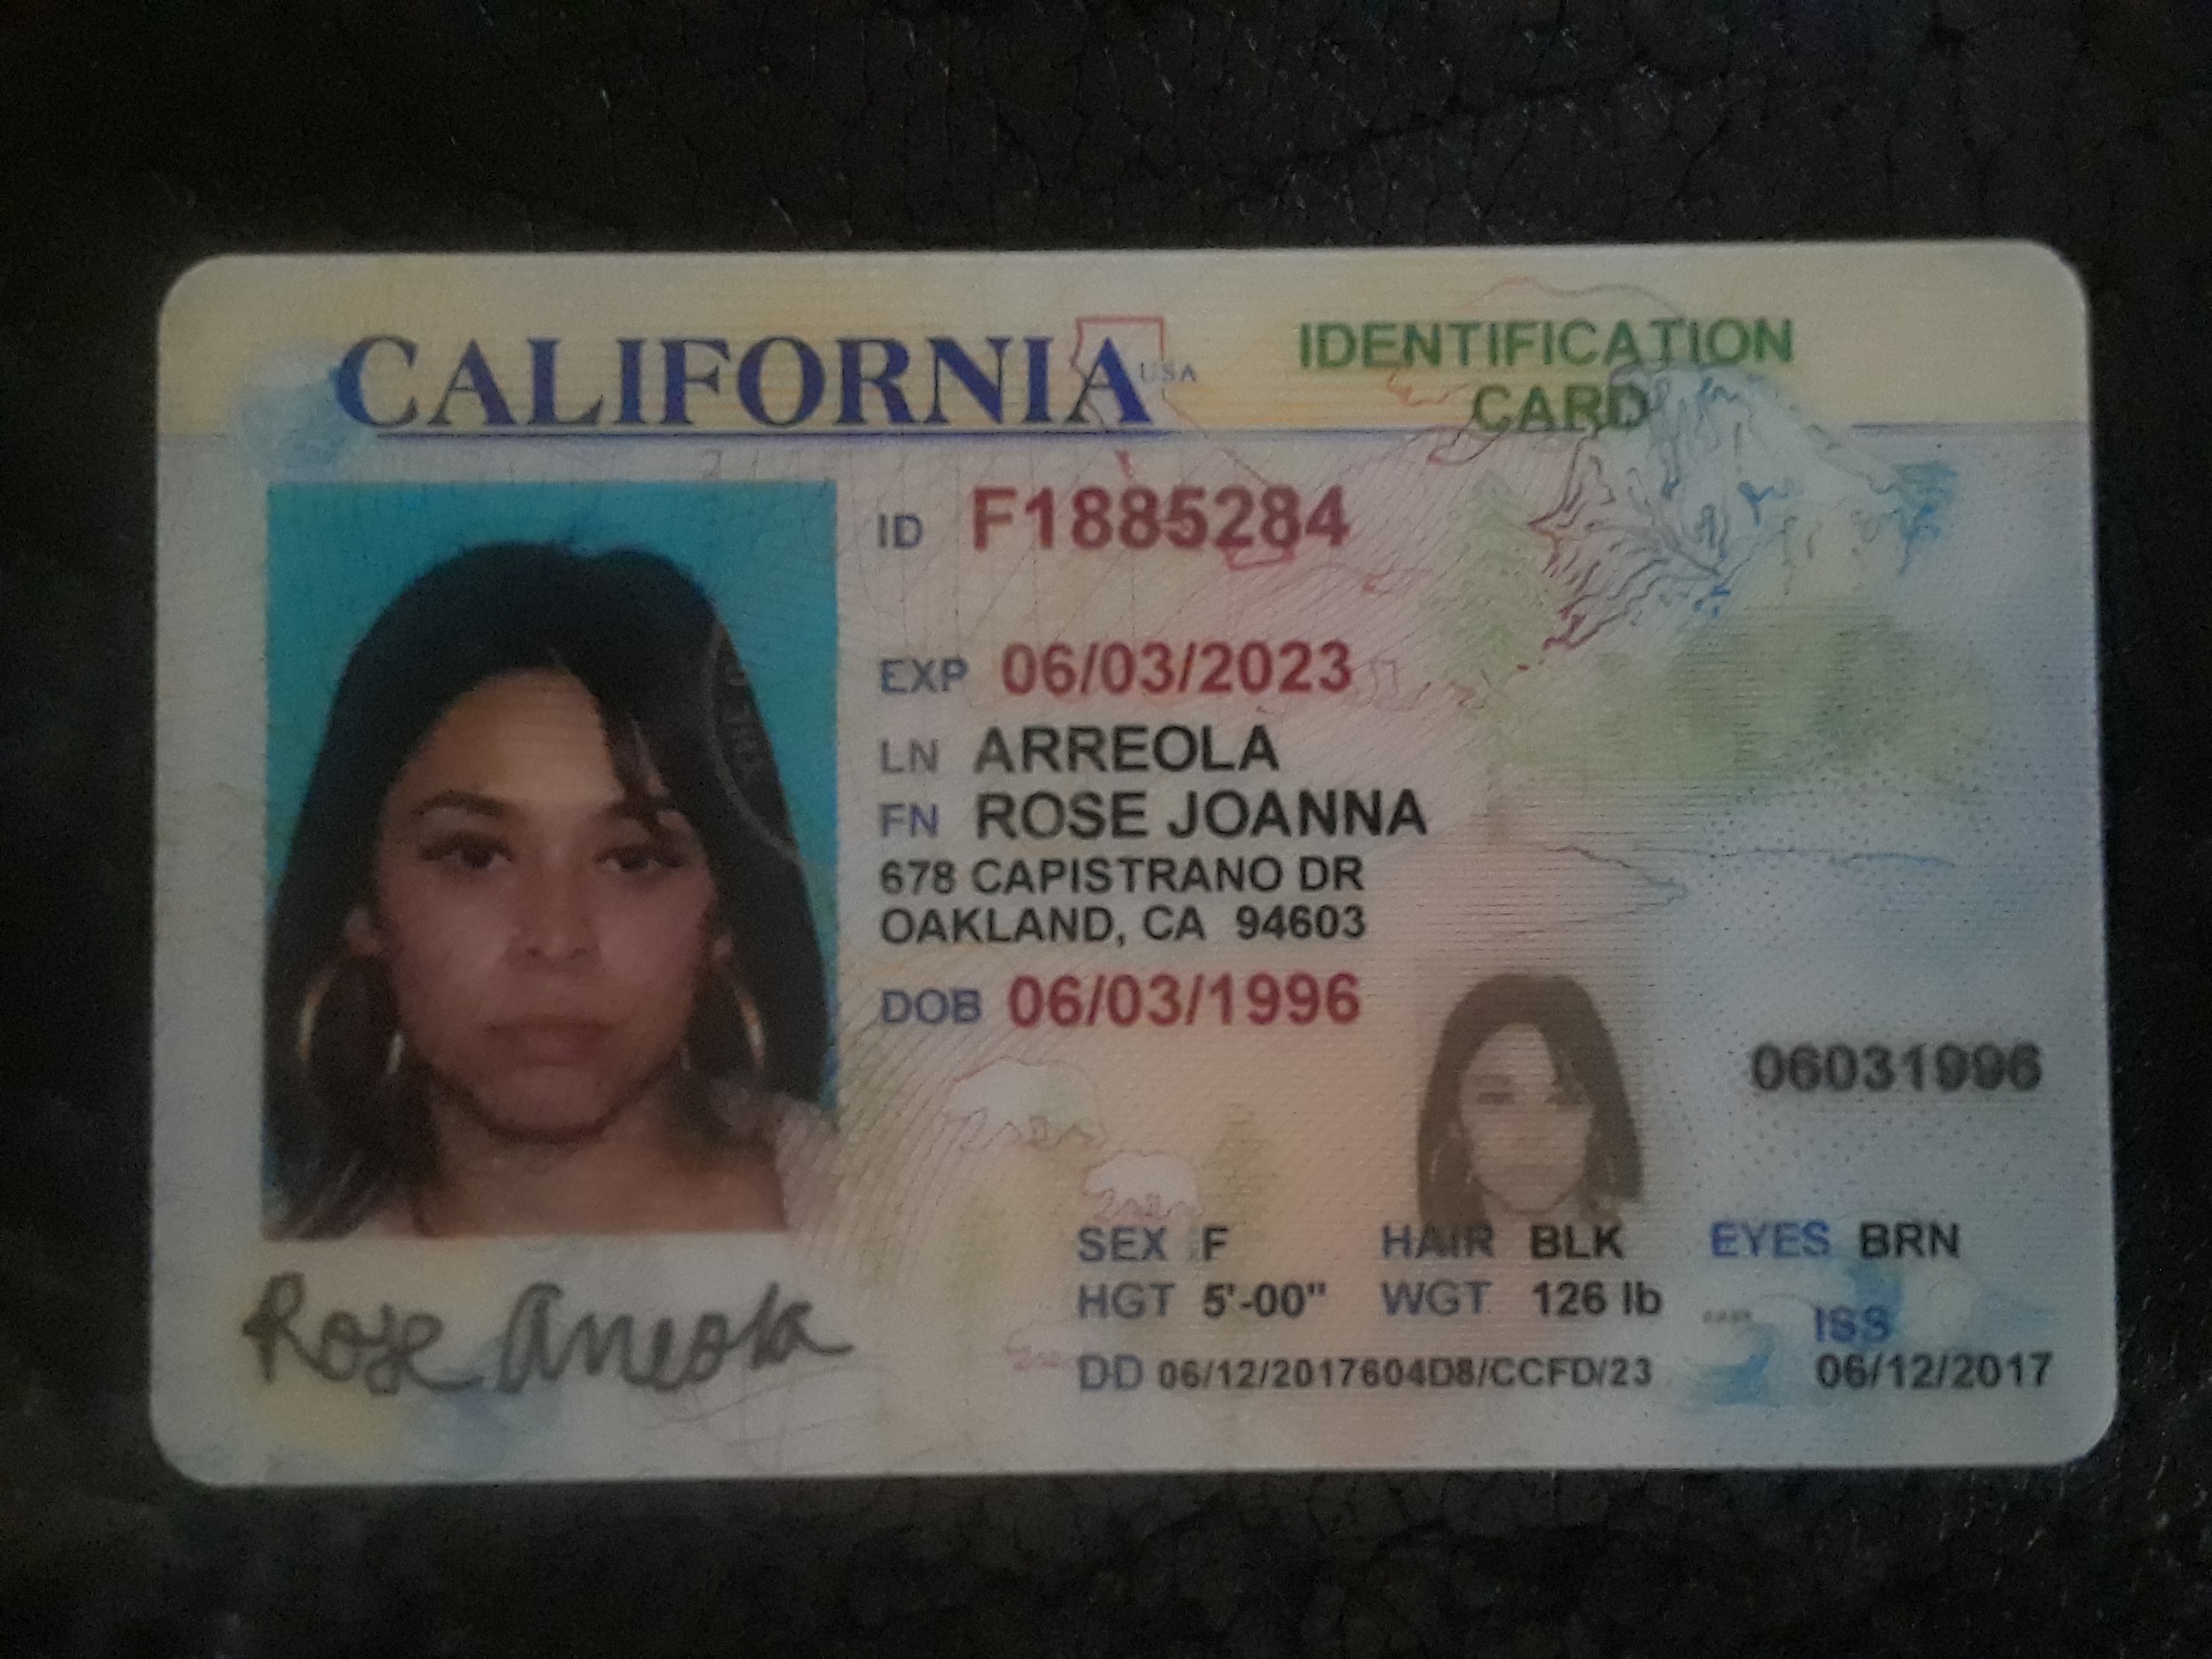 CALIFORNIA USA IDENTIFICATION
CARD
ID F1885284
EXP 06/03/2023
LN ARREOLA
FN ROSE JOANNA
678 CAPISTRANO DR
OAKLAND, CA 94603
DOB 06/03/1996
06031996
SEX F HAIR BLK EYES BRN
HGT 5'-00" WGT 126 lb
ISS
DD 06/12/2017604D8/CCFD/23 06/12/2017
Rose Arreola